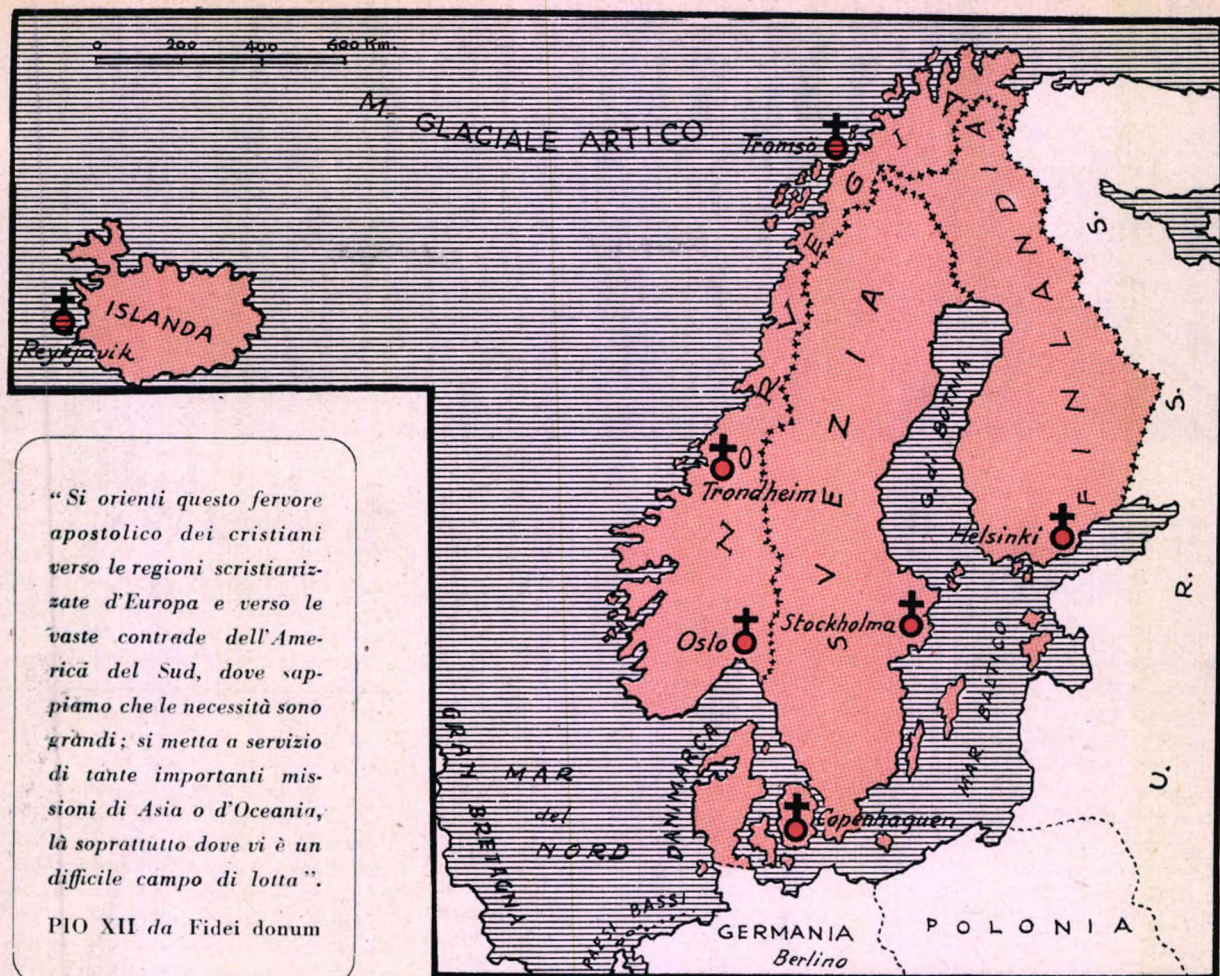 0 200 400 600 Km.
M. GLACIALE ARTICO
Tromsö
ISLANDA
Reykjavik
NORVEGIA
SVEZIA
FINLANDIA
G. di BOTNIA
Trondheim
Helsinki
Oslo
Stockholma
U. R. S. S.
MAR BALTICO
GRAN BRETAGNA
MAR
del
NORD
DANIMARCA
Copenhaguen
PAESI BASSI
GERMANIA
Berlino
POLONIA
“Si orienti questo fervore
apostolico dei cristiani
verso le regioni scristianiz-
zate d'Europa e verso le
vaste contrade dell'Ame-
rica del Sud, dove sap-
piamo che le necessità sono
grandi; si metta a servizio
di tante importanti mis-
sioni di Asia o d'Oceania,
là soprattutto dove vi è un
difficile campo di lotta”.
PIO XII da Fidei donum